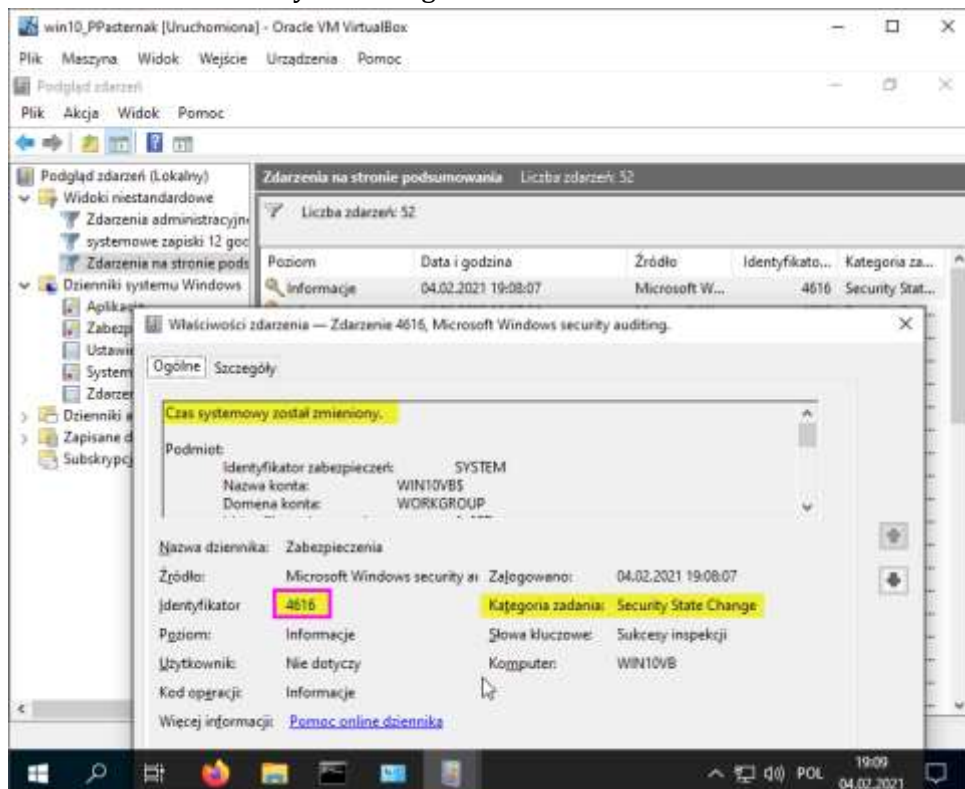 win10_PPasternak [Uruchomiona] - Oracle VM VirtualBox
Plik Maszyna Widok Wejście Urządzenia Pomoc
Podgląd zdarzeń
Plik Akcja Widok Pomoc
Podgląd zdarzeń (Lokalny)
Widoki niestandardowe
Zdarzenia administracyjn
systemowe zapiski 12 god
Zdarzenia na stronie pods
Dzienniki systemu Windows
Aplikacje
Zabezp
Ustawie
System
Zdarzer
Dzienniki a
Zapisane d
Subskrypcj
Zdarzenia na stronie podsumowania Liczba zdarzeń: 52
Liczba zdarzeń: 52
Poziom Data i godzina Źródło Identyfikato... Kategoria za...
Informacje 04.02.2021 19:08:07 Microsoft W... 4616 Security Stat...
Właściwości zdarzenia — Zdarzenie 4616, Microsoft Windows security auditing.
Ogólne Szczegóły
Czas systemowy został zmieniony.
Podmiot:
Identyfikator zabezpieczeń: SYSTEM
Nazwa konta: WIN10VB$
Domena konta: WORKGROUP
Nazwa dziennika: Zabezpieczenia
Źródło: Microsoft Windows security au Zalogowano: 04.02.2021 19:08:07
Identyfikator 4616 Kategoria zadania: Security State Change
Poziom: Informacje Słowa kluczowe: Sukcesy inspekcji
Użytkownik: Nie dotyczy Komputer: WIN10VB
Kod operacji: Informacje
Więcej informacji: Pomoc online dziennika
POL
19:09
04.02.2021